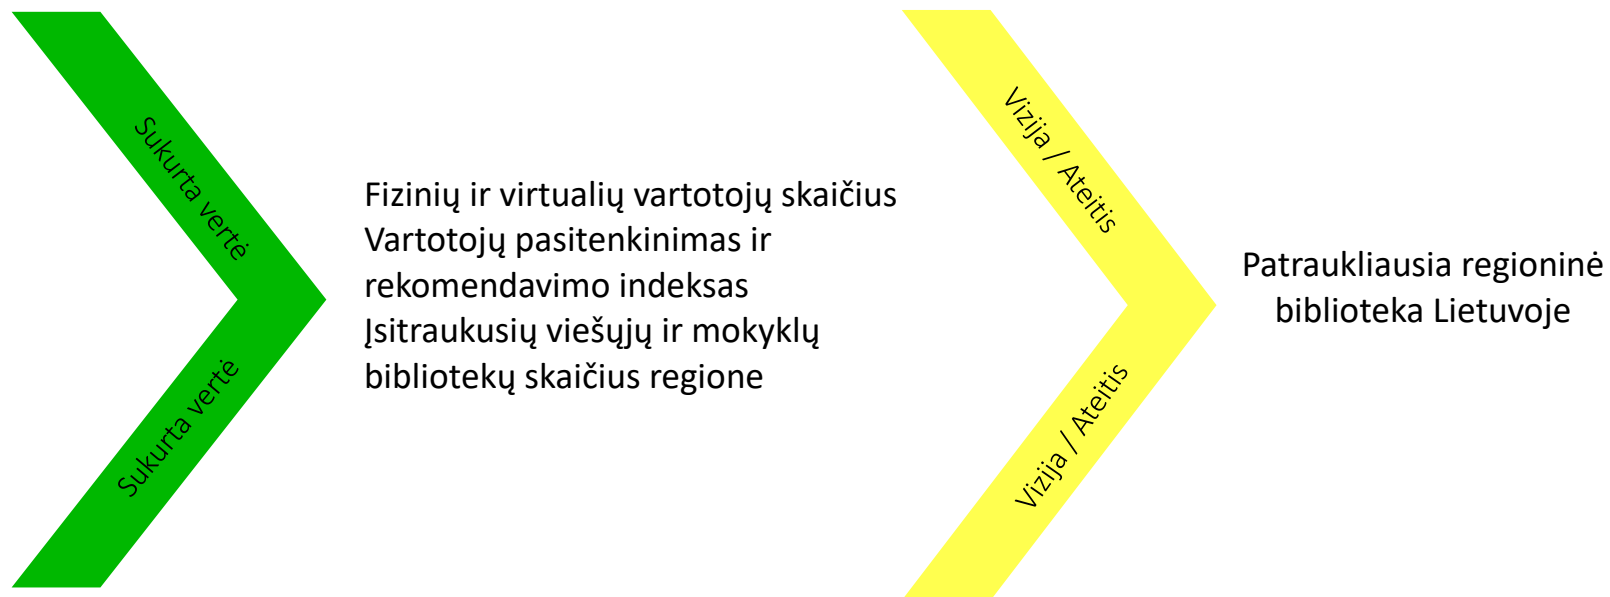 Sukurta vertė
Sukurta vertė
Fizinių ir virtualių vartotojų skaičius
Vartotojų pasitenkinimas ir
rekomendavimo indeksas
Įsitraukusių viešųjų ir mokyklų
bibliotekų skaičius regione
Vizija / Ateitis
Vizija / Ateitis
Patraukliausia regioninė
biblioteka Lietuvoje